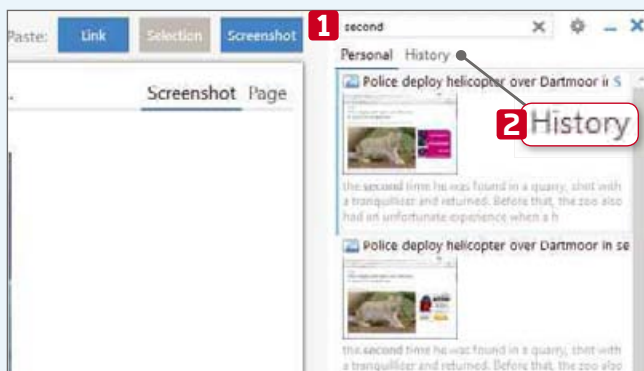 Paste: Link Selection Screenshot
1 second
Personal History
Screenshot Page
Police deploy helicopter over Dartmoor in S
2 History
the second time he was found in a quarry, shot with
a tranquilliser and returned. Before that, the zoo also
had an unfortunate experience when a h
Police deploy helicopter over Dartmoor in se
the second time he was found in a quarry, shot with
a tranquilliser and returned. Before that, the zoo also